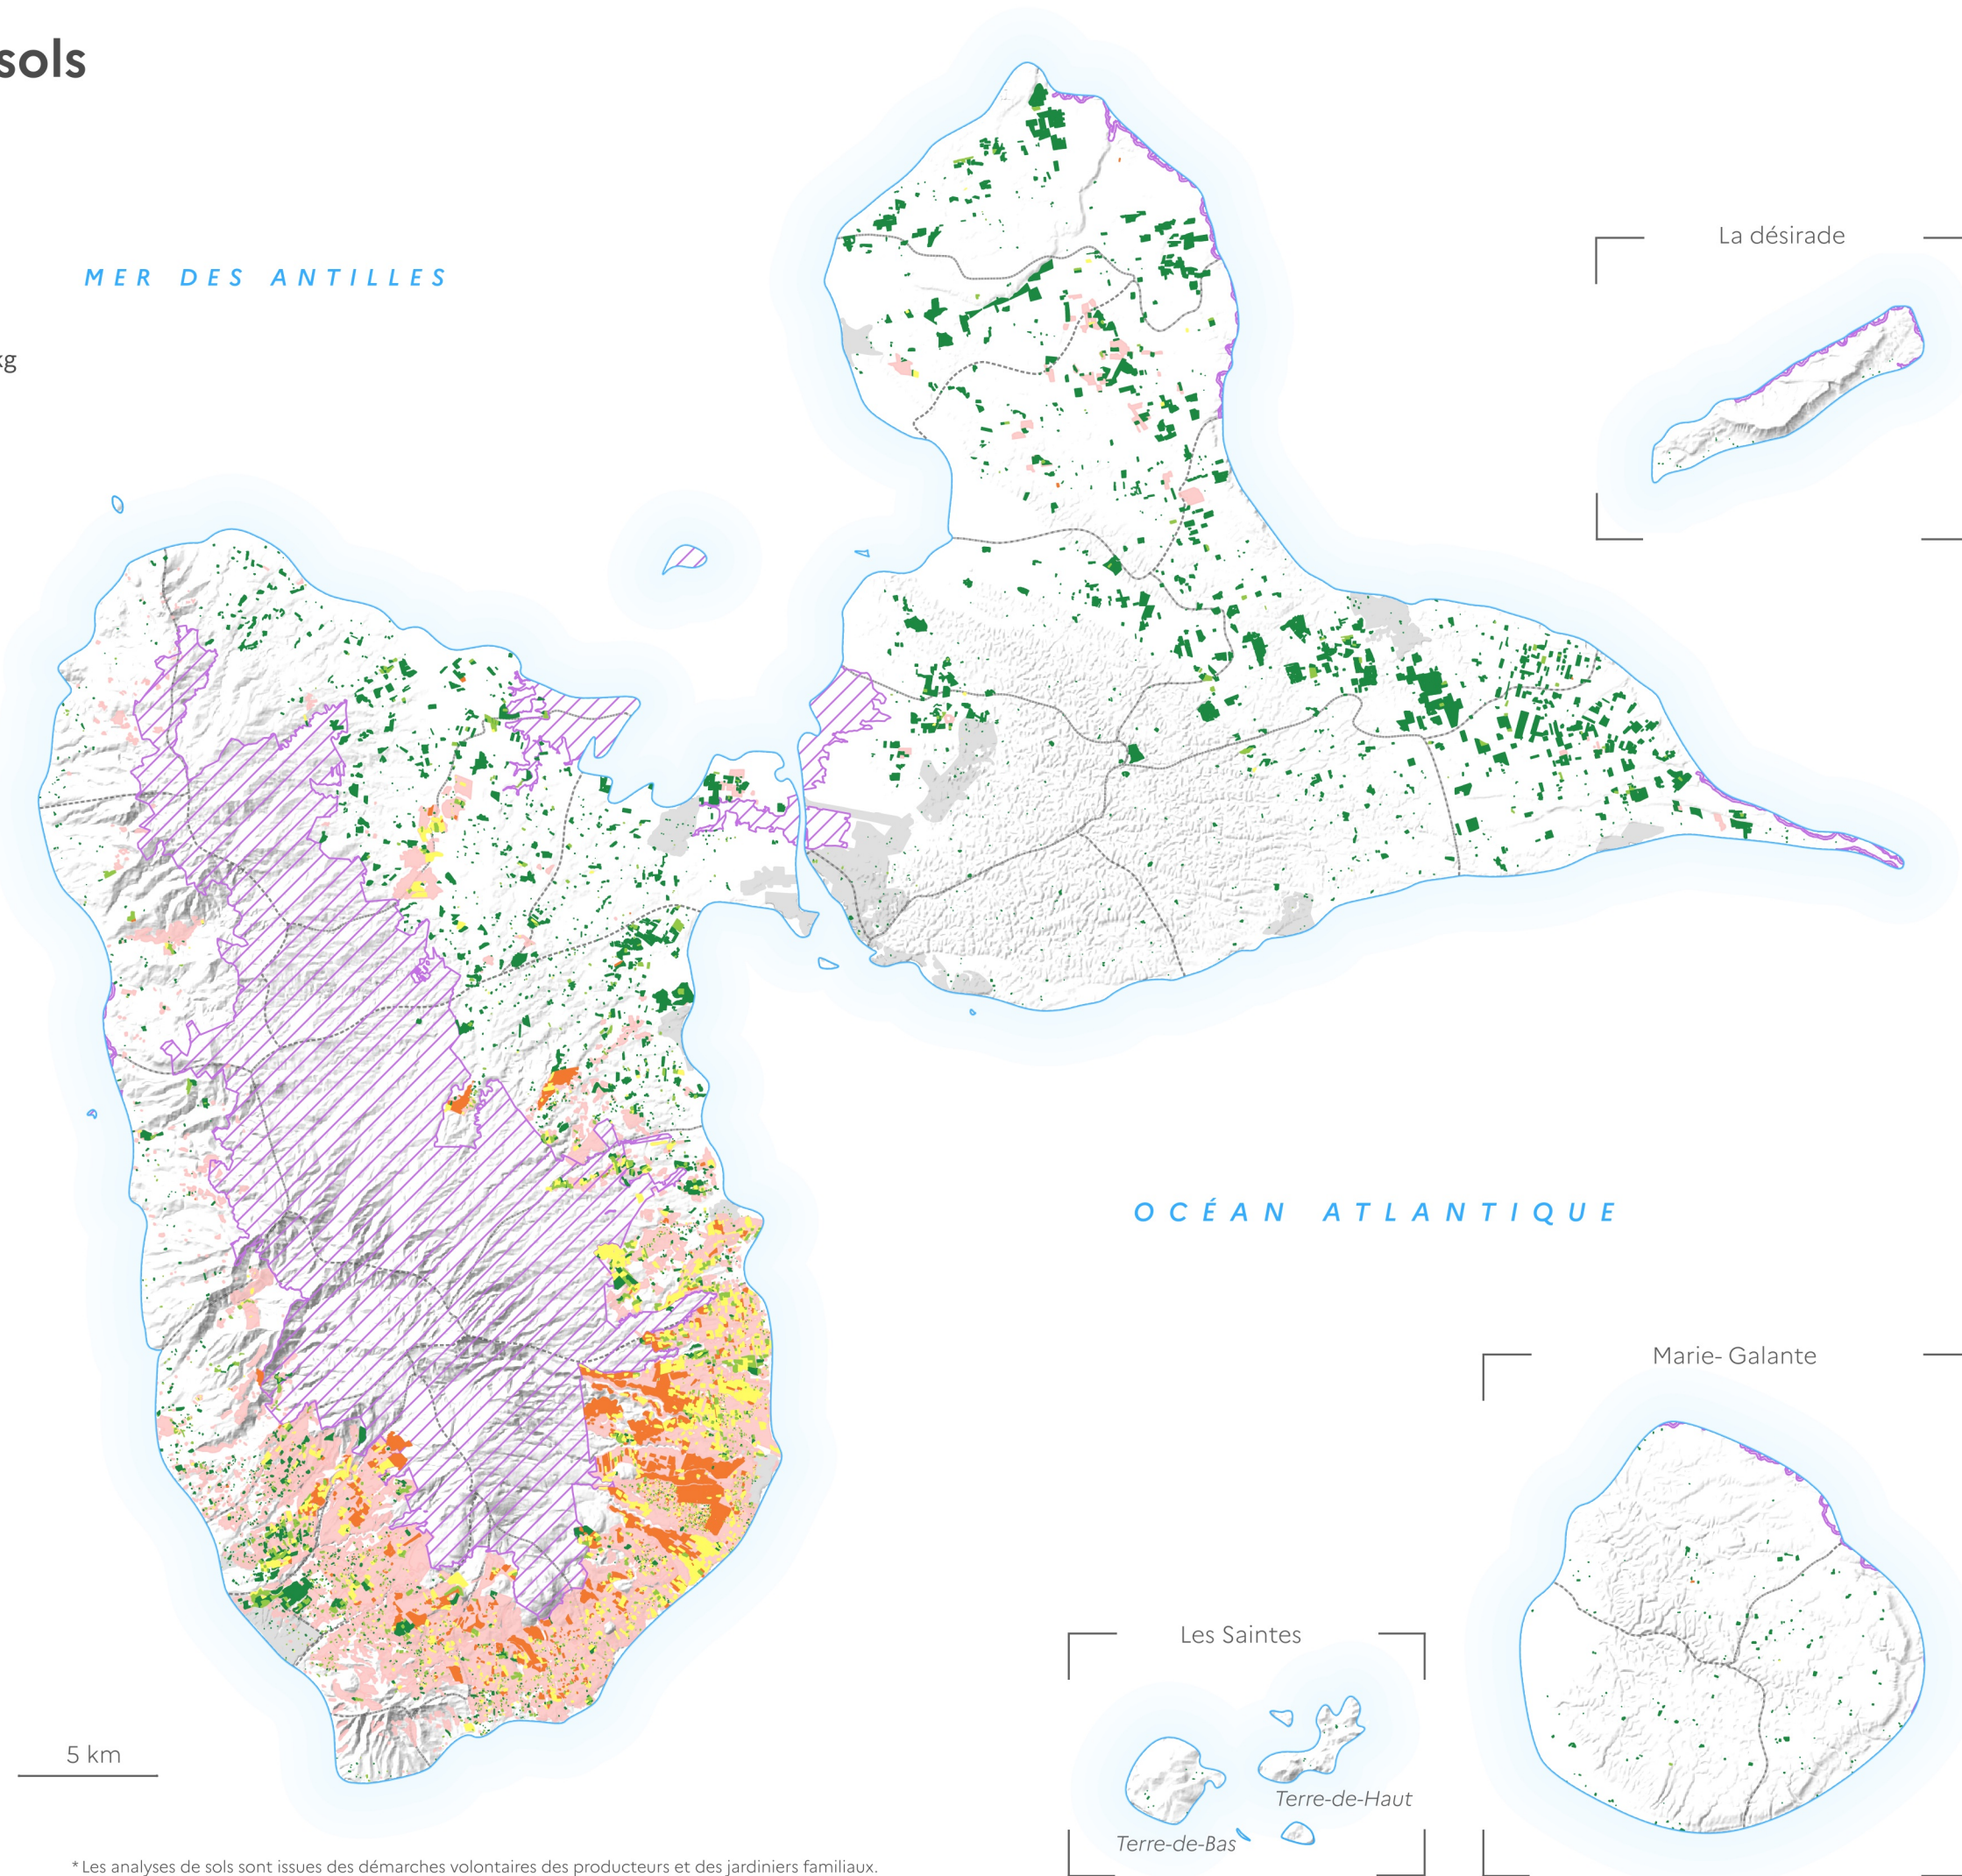 sols
La désirade
MER DES ANTILLES
kg
OCÉAN ATLANTIQUE
Marie- Galante
Les Saintes
5 km
Terre-de-Haut
Terre-de-Bas
* Les analyses de sols sont issues des démarches volontaires des producteurs et des jardiniers familiaux.